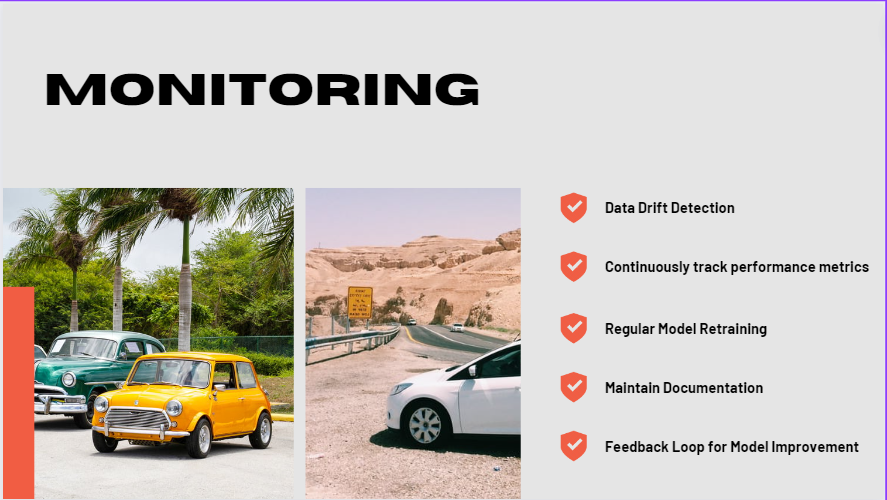 MONITORING
Data Drift Detection
Continuously track performance metrics
Regular Model Retraining
Maintain Documentation
Feedback Loop for Model Improvement